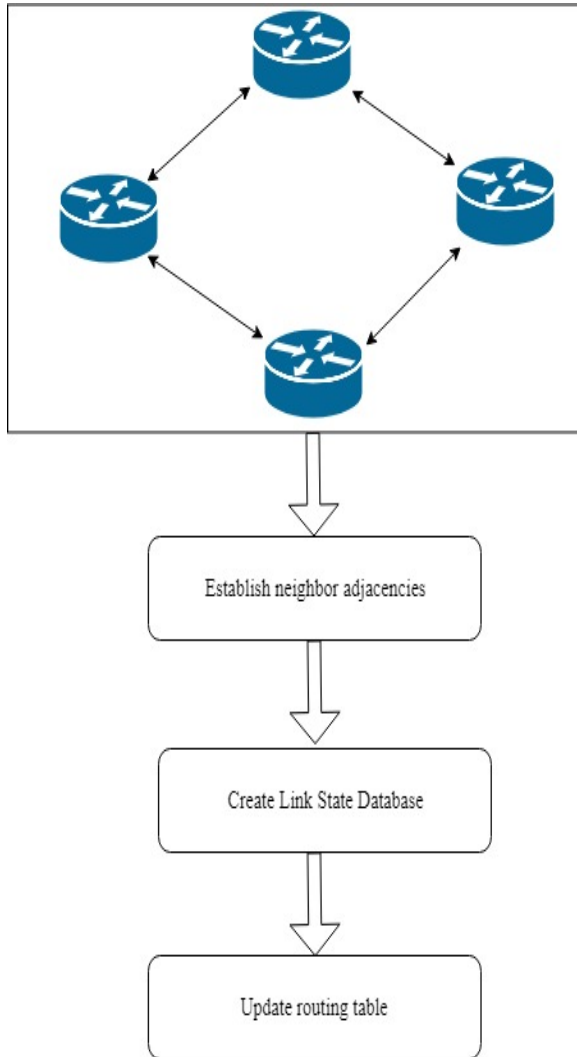 Establish neighbor adjacencies
Create Link State Database
Update routing table